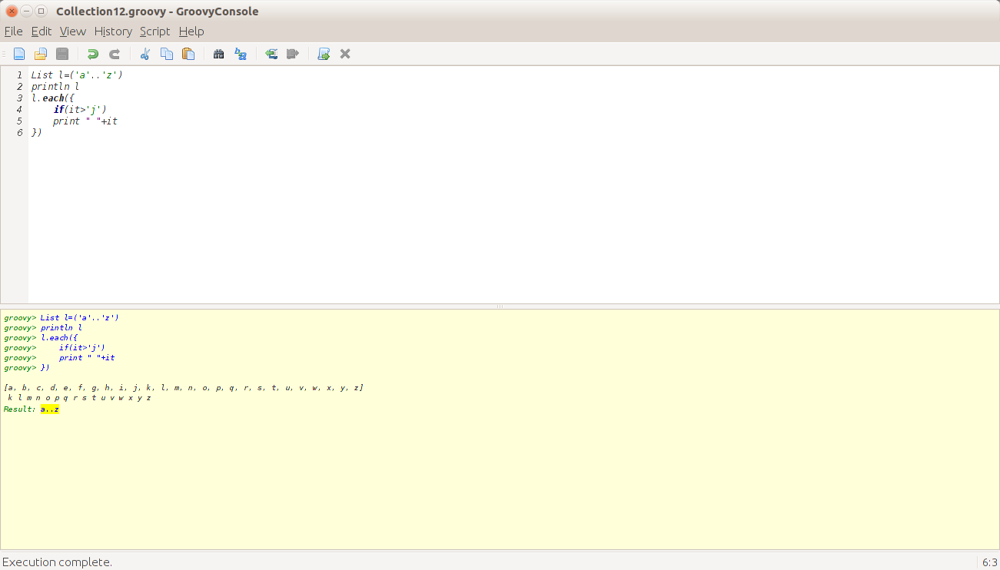 Collection12.groovy - GroovyConsole
File Edit View History Script Help
1 List l=('a'..'z')
2 println l
3 l.each({
4     if(it>'j')
5     print " "+it
6 })
groovy> List l=('a'..'z')
groovy> println l
groovy> l.each({
groovy>     if(it>'j')
groovy>     print " "+it
groovy> })
[a, b, c, d, e, f, g, h, i, j, k, l, m, n, o, p, q, r, s, t, u, v, w, x, y, z]
 k l m n o p q r s t u v w x y z
Result: a..z
Execution complete. 6:3